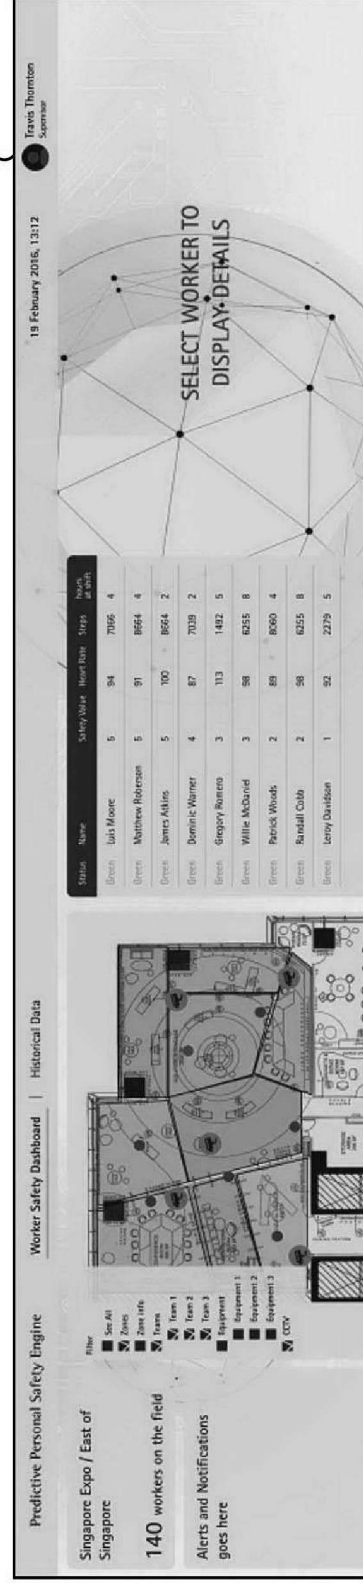 Predictive Personal Safety Engine
Worker Safety Dashboard | Historical Data
19 February 2016, 13:12
Travis Thornton
Supervisor
Singapore Expo / East of
Singapore
140 workers on the field
Alerts and Notifications
goes here
Filter
See All
Zones
Zone info
Teams
Team 1
Team 2
Team 3
Equipment
Equipment 1
Equipment 2
Equipment 3
CCTV
Status Name Safety Value Heart Rate Steps hours at shift
Green Luis Moore 5 94 7066 4
Green Matthew Roberson 5 91 8664 4
Green James Atkins 5 100 8664 2
Green Dominic Warner 4 87 7039 2
Green Gregory Romero 3 113 1492 5
Green Willie McDaniel 3 98 6255 8
Green Patrick Woods 2 89 8060 4
Green Randall Cobb 2 98 6255 8
Green Leroy Davidson 1 92 2279 5
SELECT WORKER TO
DISPLAY DETAILS